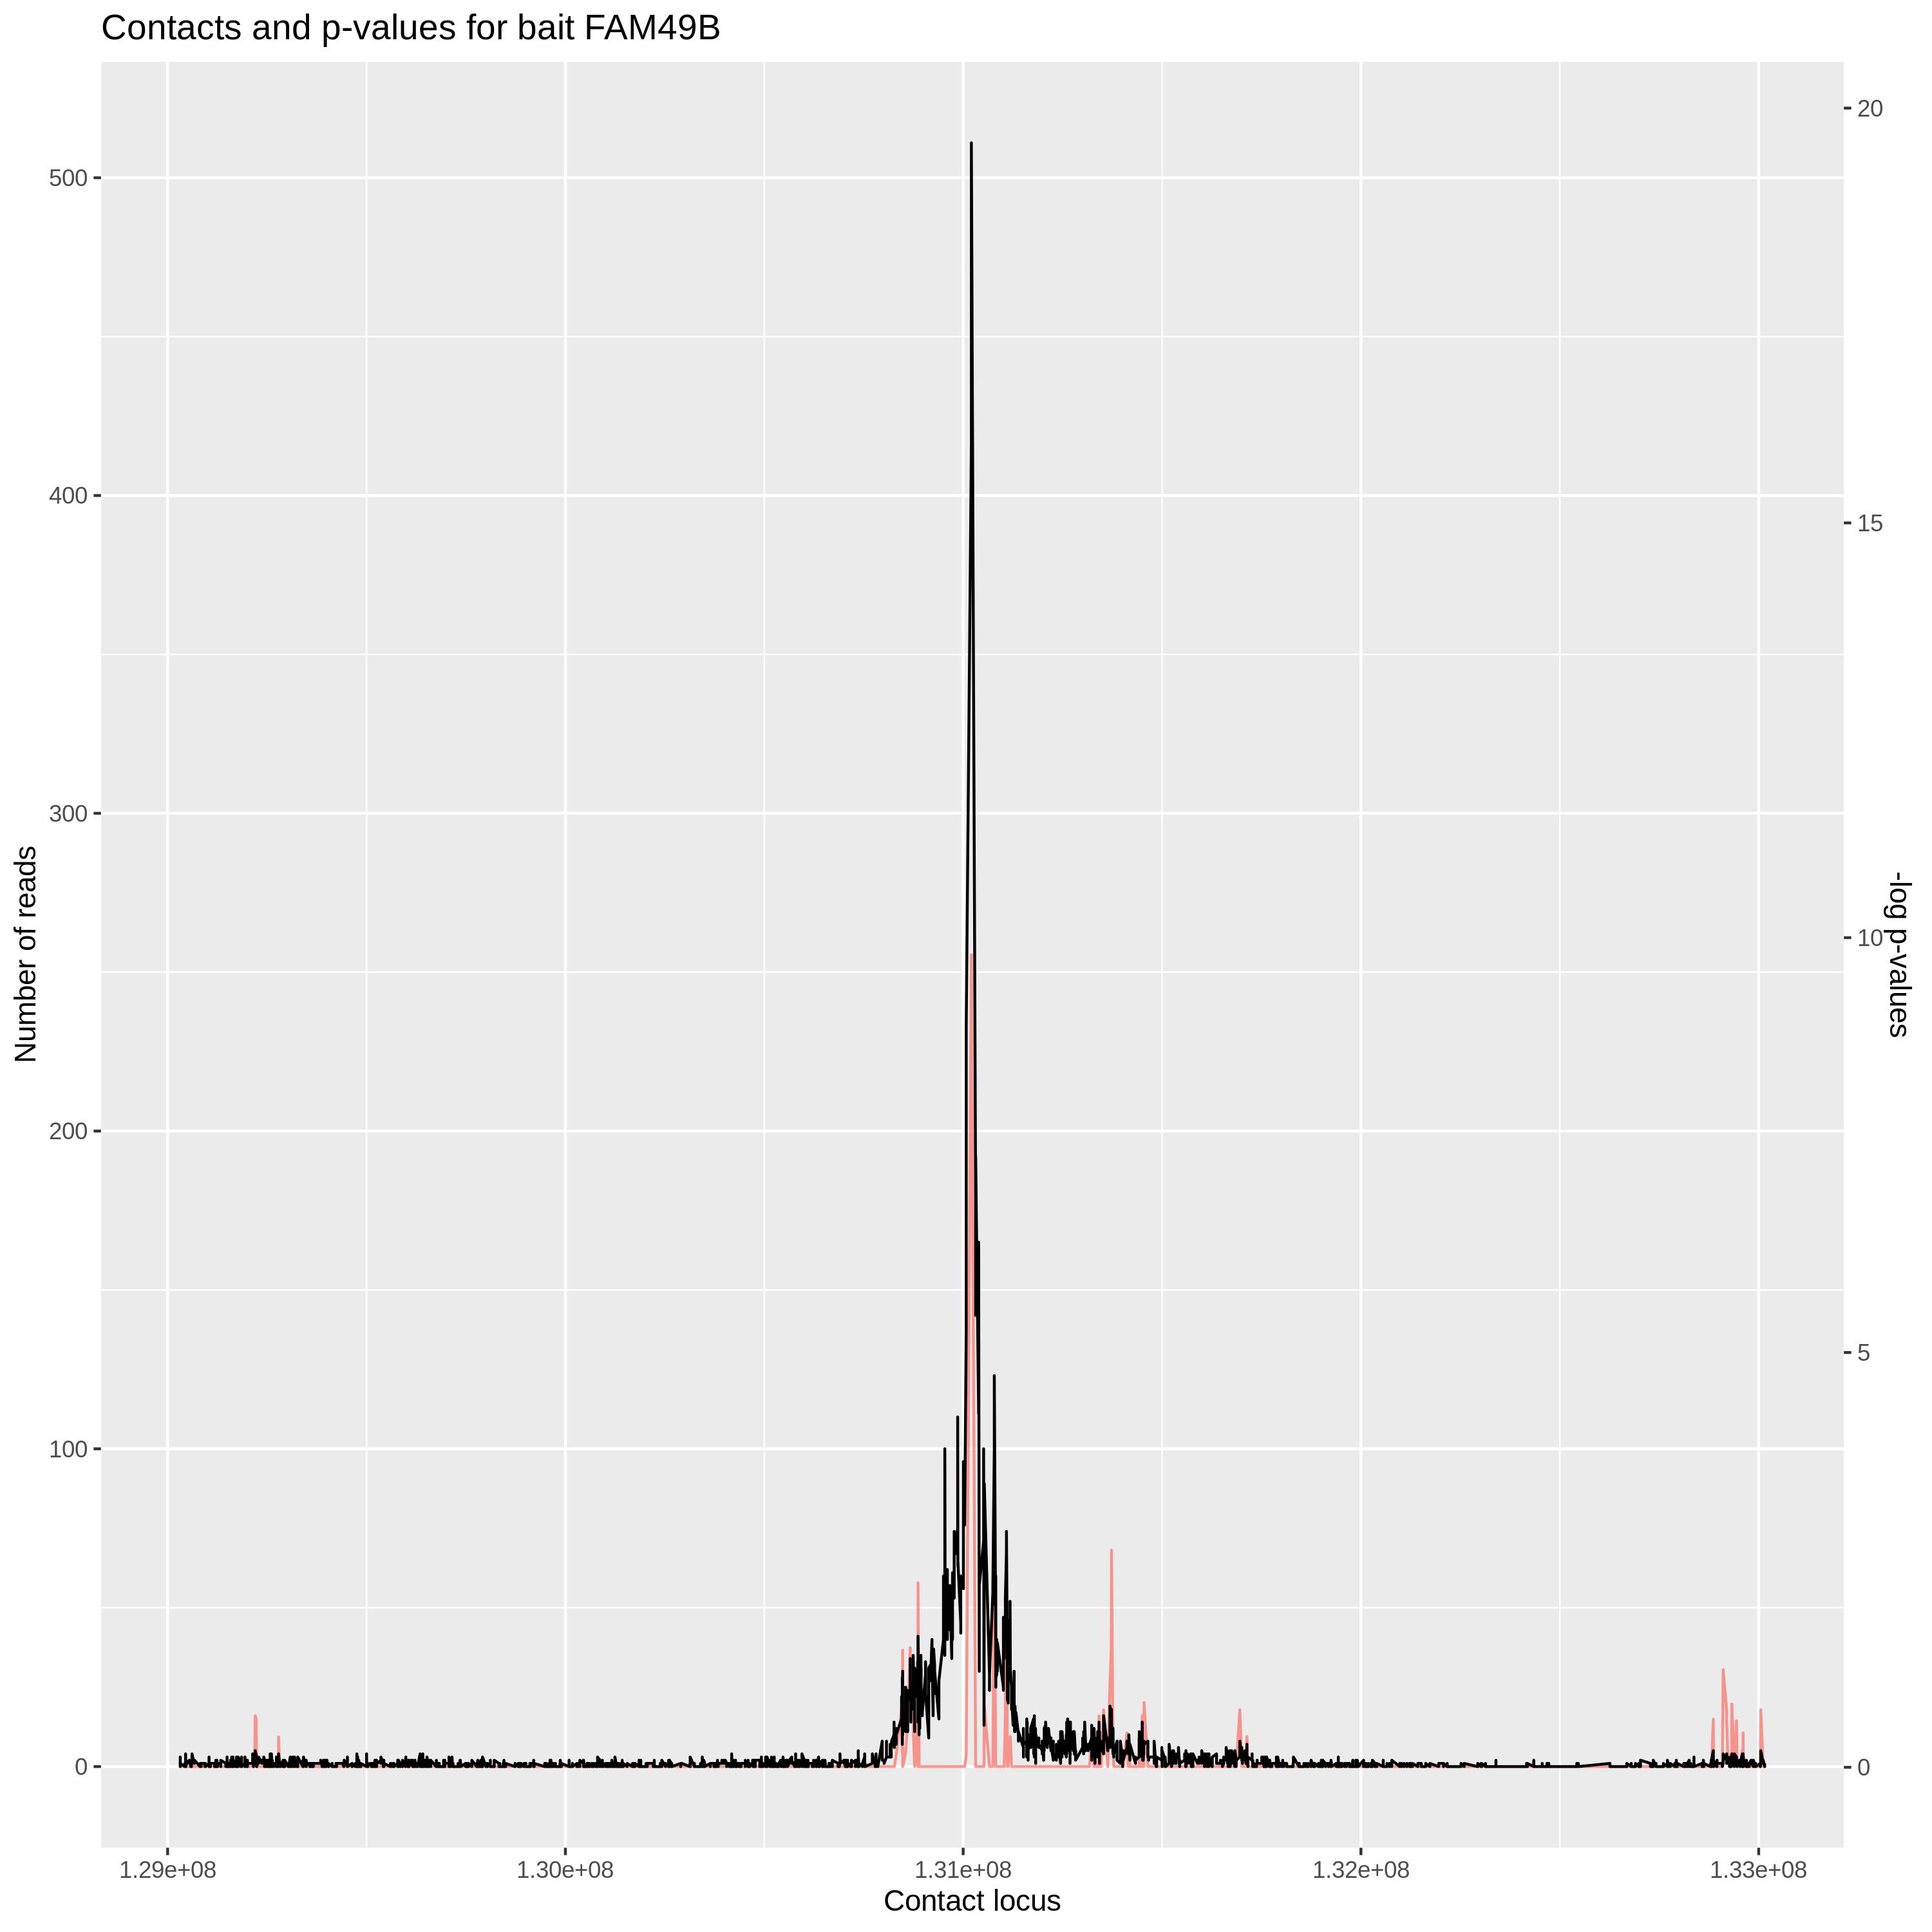 Contacts and p-values for bait FAM49B
Number of reads
500
400
300
200
100
0
20
15
10
5
0
-log p-values
1.29e+08 1.30e+08 1.31e+08 1.32e+08 1.33e+08
Contact locus